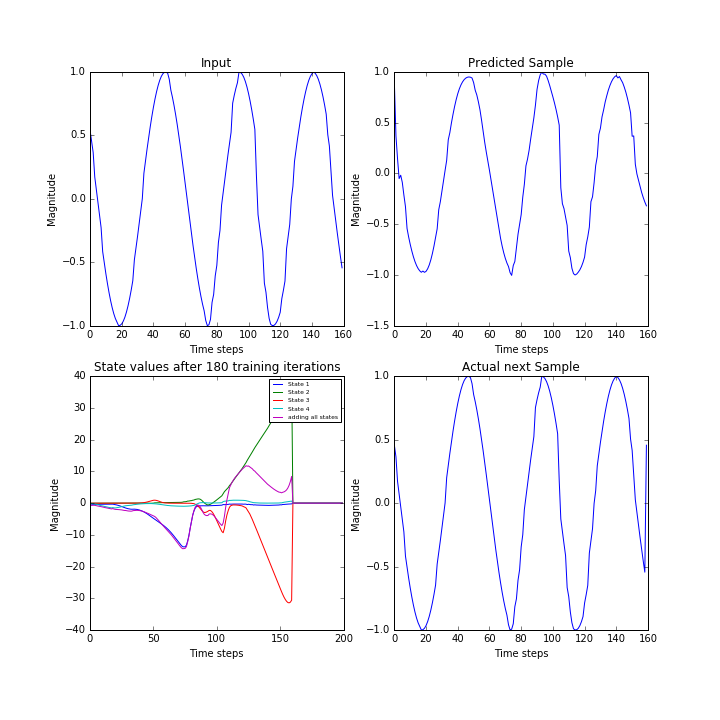 Input
1.0
0.5
0.0
−0.5
−1.0
Magnitude
0 20 40 60 80 100 120 140 160
Time steps
Predicted Sample
1.0
0.5
0.0
−0.5
−1.0
−1.5
Magnitude
0 20 40 60 80 100 120 140 160
Time steps
State values after 180 training iterations
40
30
20
10
0
−10
−20
−30
−40
Magnitude
State 1
State 2
State 3
State 4
adding all states
0 50 100 150 200
Time steps
Actual next Sample
1.0
0.5
0.0
−0.5
−1.0
Magnitude
0 20 40 60 80 100 120 140 160
Time steps